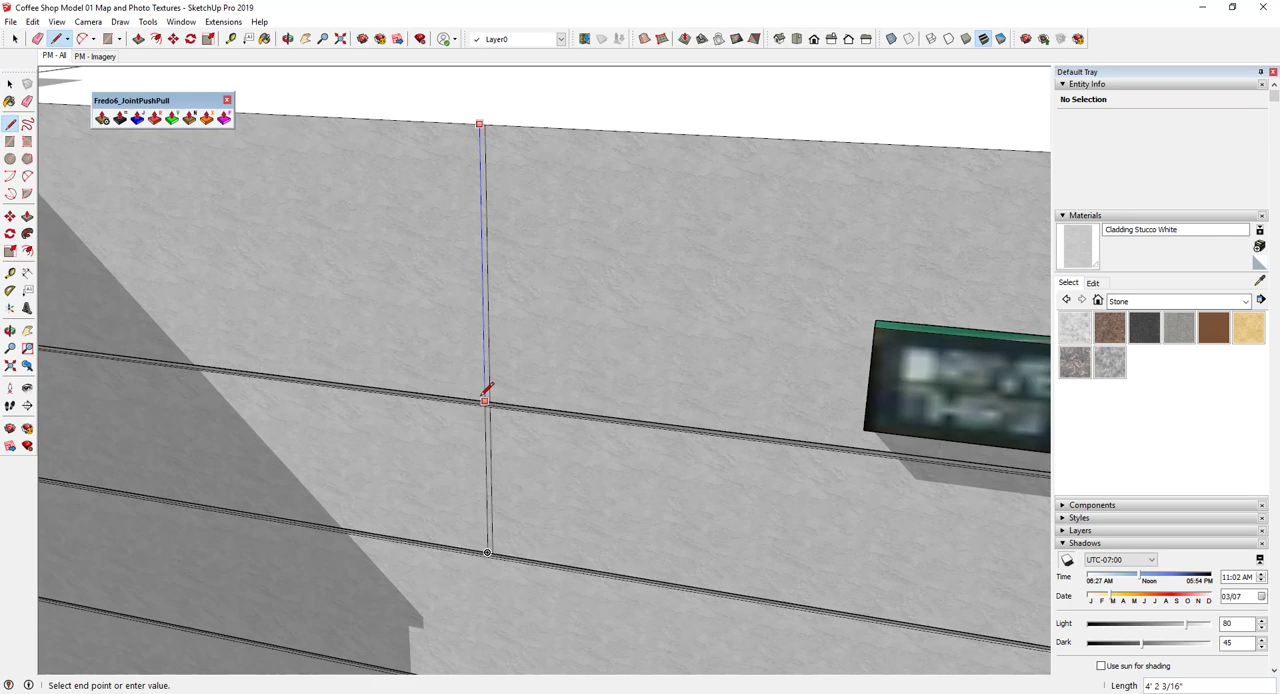 Coffee Shop Model 01 Map and Photo Textures - SketchUp Pro 2019
File Edit View Camera Draw Tools Window Extensions Help
Layer0
PM - All PM - Imagery
Default Tray
Entity Info
No Selection
Fredo6_JointPushPull
Materials
Cladding Stucco White
Select Edit
Stone
Components
Styles
Layers
Shadows
UTC-07:00
Time 06:27 AM Noon 05:54 PM 11:02 AM
Date J F M A M J J A S O N D 03/07
Light 80
Dark 45
Use sun for shading
Select end point or enter value.
Length 4' 2 3/16"